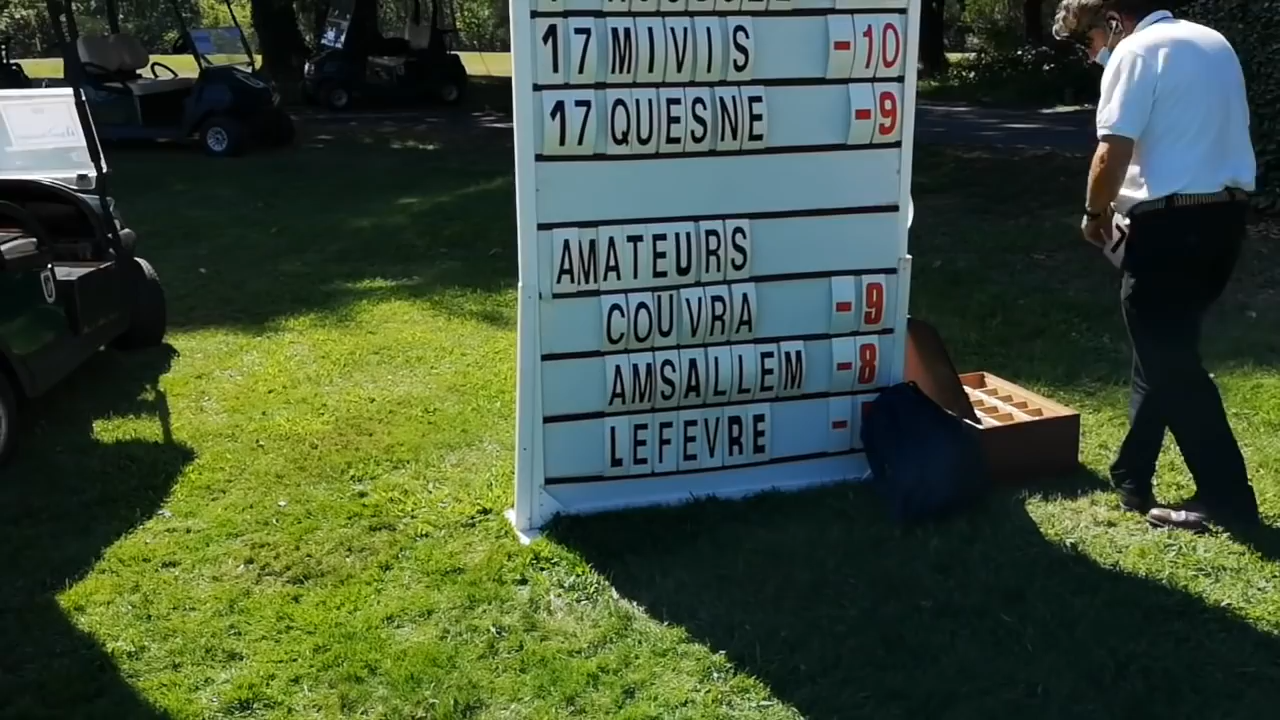 17 MIVIS -10
17 QUESNE -9
AMATEURS
COUVRA -9
AMSALLEM -8
LEFEVRE -